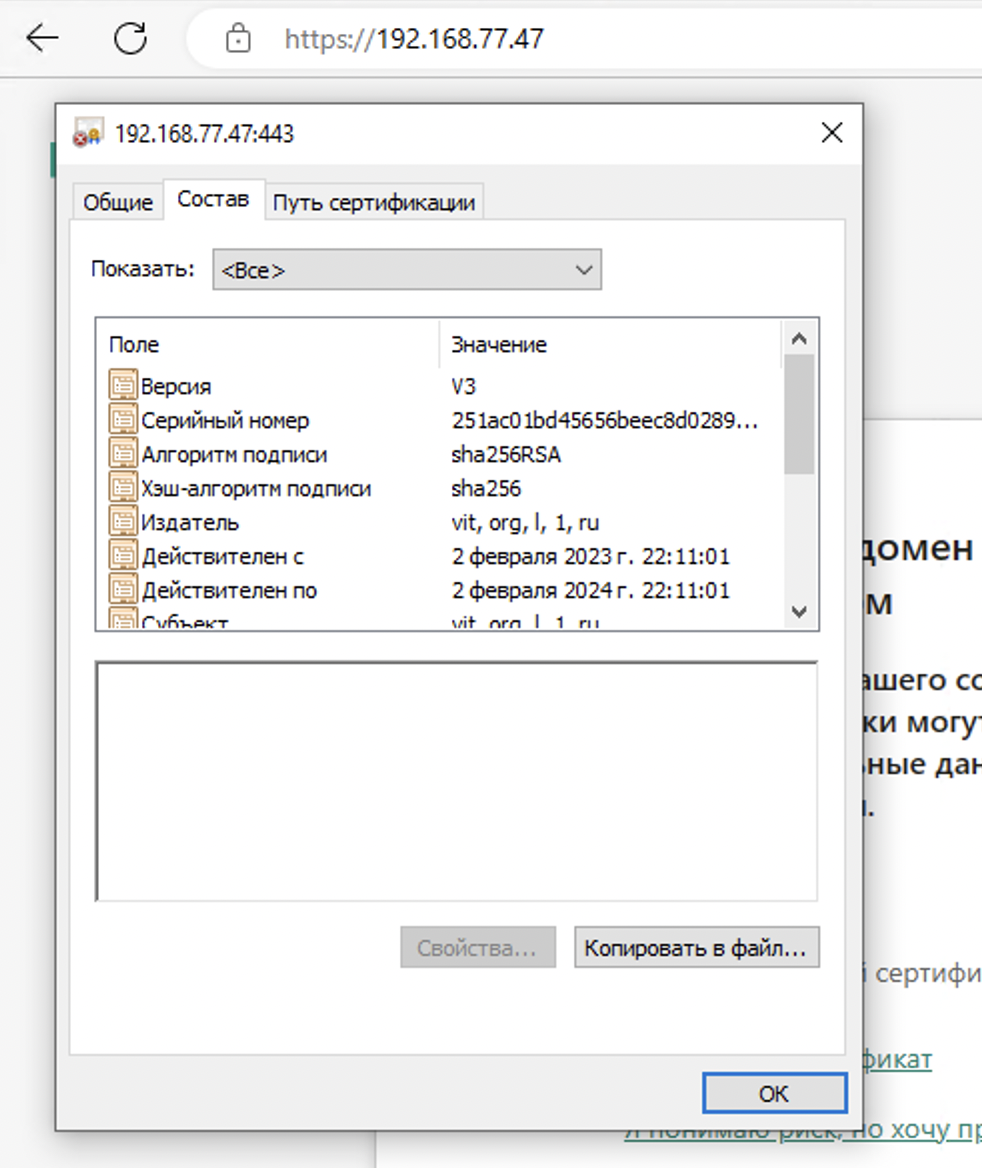 https://192.168.77.47
192.168.77.47:443
Общие Состав Путь сертификации
Показать: <Все>
Поле Значение
Версия V3
Серийный номер 251ac01bd45656beec8d0289...
Алгоритм подписи sha256RSA
Хэш-алгоритм подписи sha256
Издатель vit, org, l, 1, ru
Действителен с 2 февраля 2023 г. 22:11:01
Действителен по 2 февраля 2024 г. 22:11:01
Субъект vit, org, l, 1, ru
домен
м
ашего со
ки могут
ьные дан
Свойства... Копировать в файл...
й сертифи
фикат
ОК
Я понимаю риск, но хочу пр